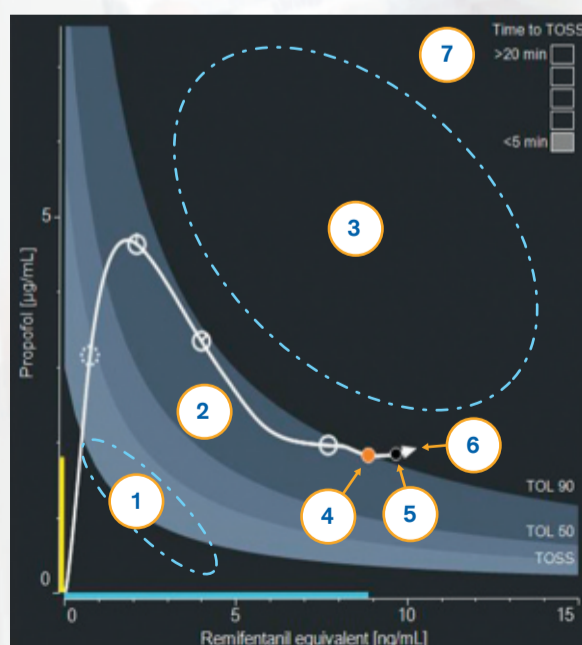 7
Time to TOSS
>20 min
<5 min
5
Propofol [µg/mL]
3
2
1
4
5
6
TOL 90
TOL 50
TOSS
0
0
5
10
15
Remifentanil equivalent [ng/mL]